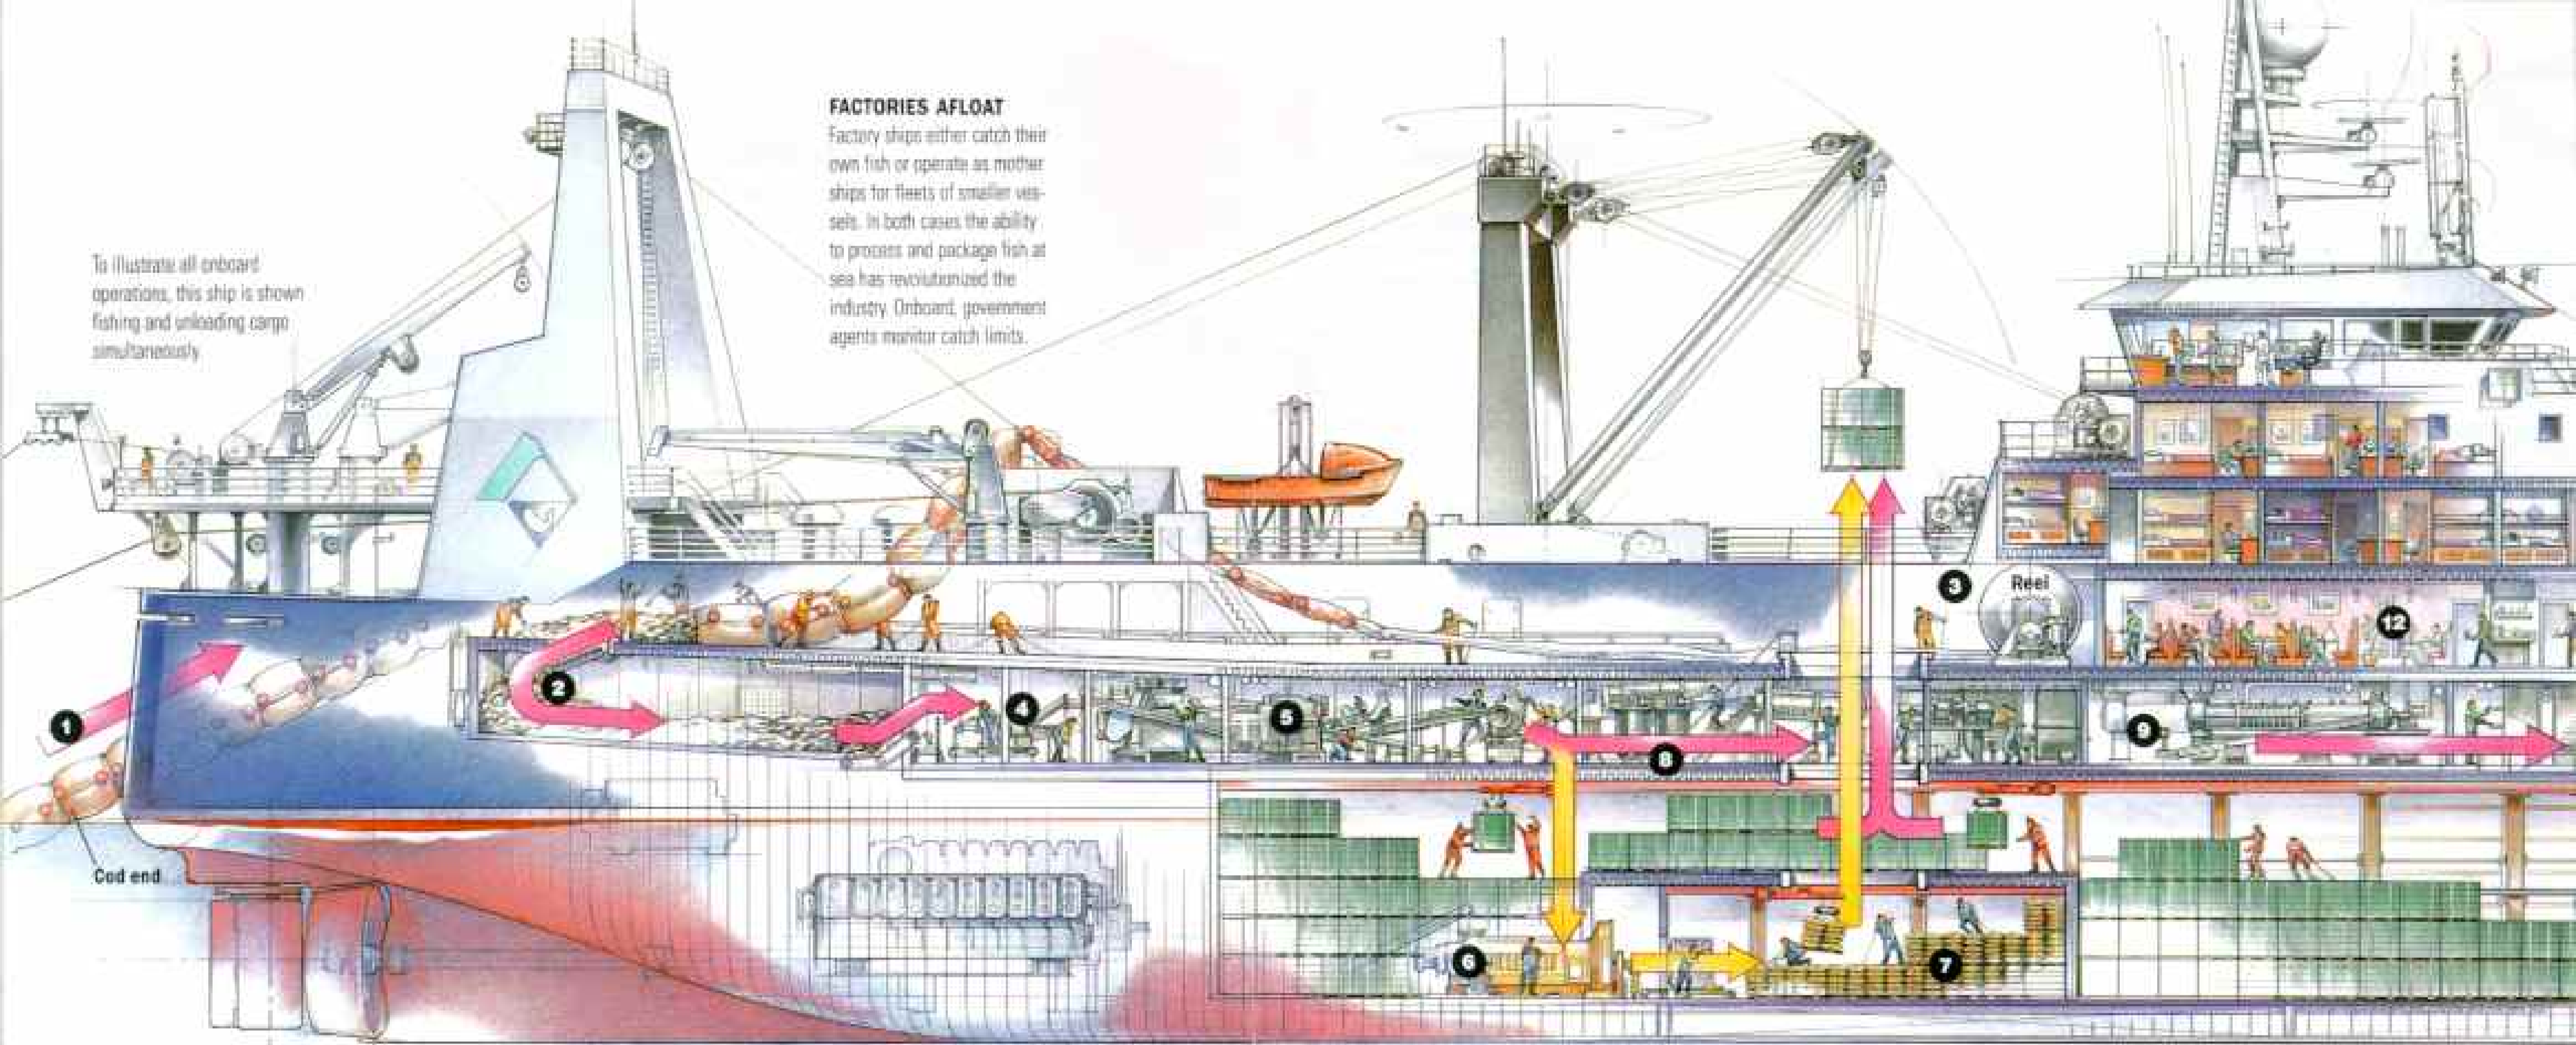 FACTORIES AFLOAT
Factory ships either catch their
own fish or operate as mother
ships for fleets of smaller ves-
sels. In both cases the ability
to process and package fish at
sea has revolutionized the
industry. Onboard, government
agents monitor catch limits.
To illustrate all onboard
operations, this ship is shown
fishing and unloading cargo
simultaneously.
3
Reel
12
2
1
4
5
8
9
Cod end
6
7